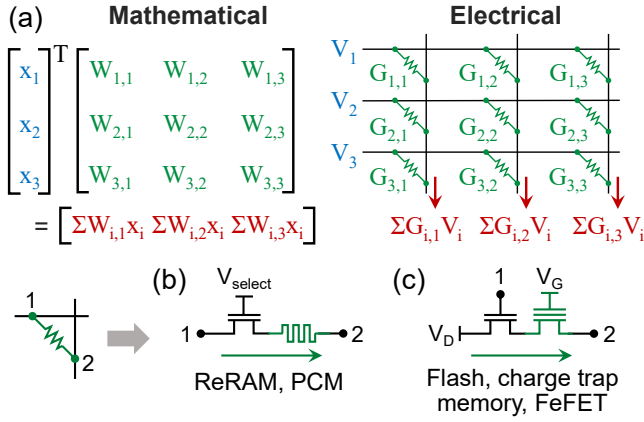 (a) Mathematical Electrical
x₁ T W₁,₁ W₁,₂ W₁,₃
x₂ W₂,₁ W₂,₂ W₂,₃
x₃ W₃,₁ W₃,₂ W₃,₃
= [ΣWᵢ,₁xᵢ ΣWᵢ,₂xᵢ ΣWᵢ,₃xᵢ]
V₁
G₁,₁ G₁,₂ G₁,₃
V₂
G₂,₁ G₂,₂ G₂,₃
V₃
G₃,₁ G₃,₂ G₃,₃
ΣGᵢ,₁Vᵢ ΣGᵢ,₂Vᵢ ΣGᵢ,₃Vᵢ
1
2
(b)
V_select
1 2
ReRAM, PCM
(c)
1 V_G
V_D 2
Flash, charge trap
memory, FeFET